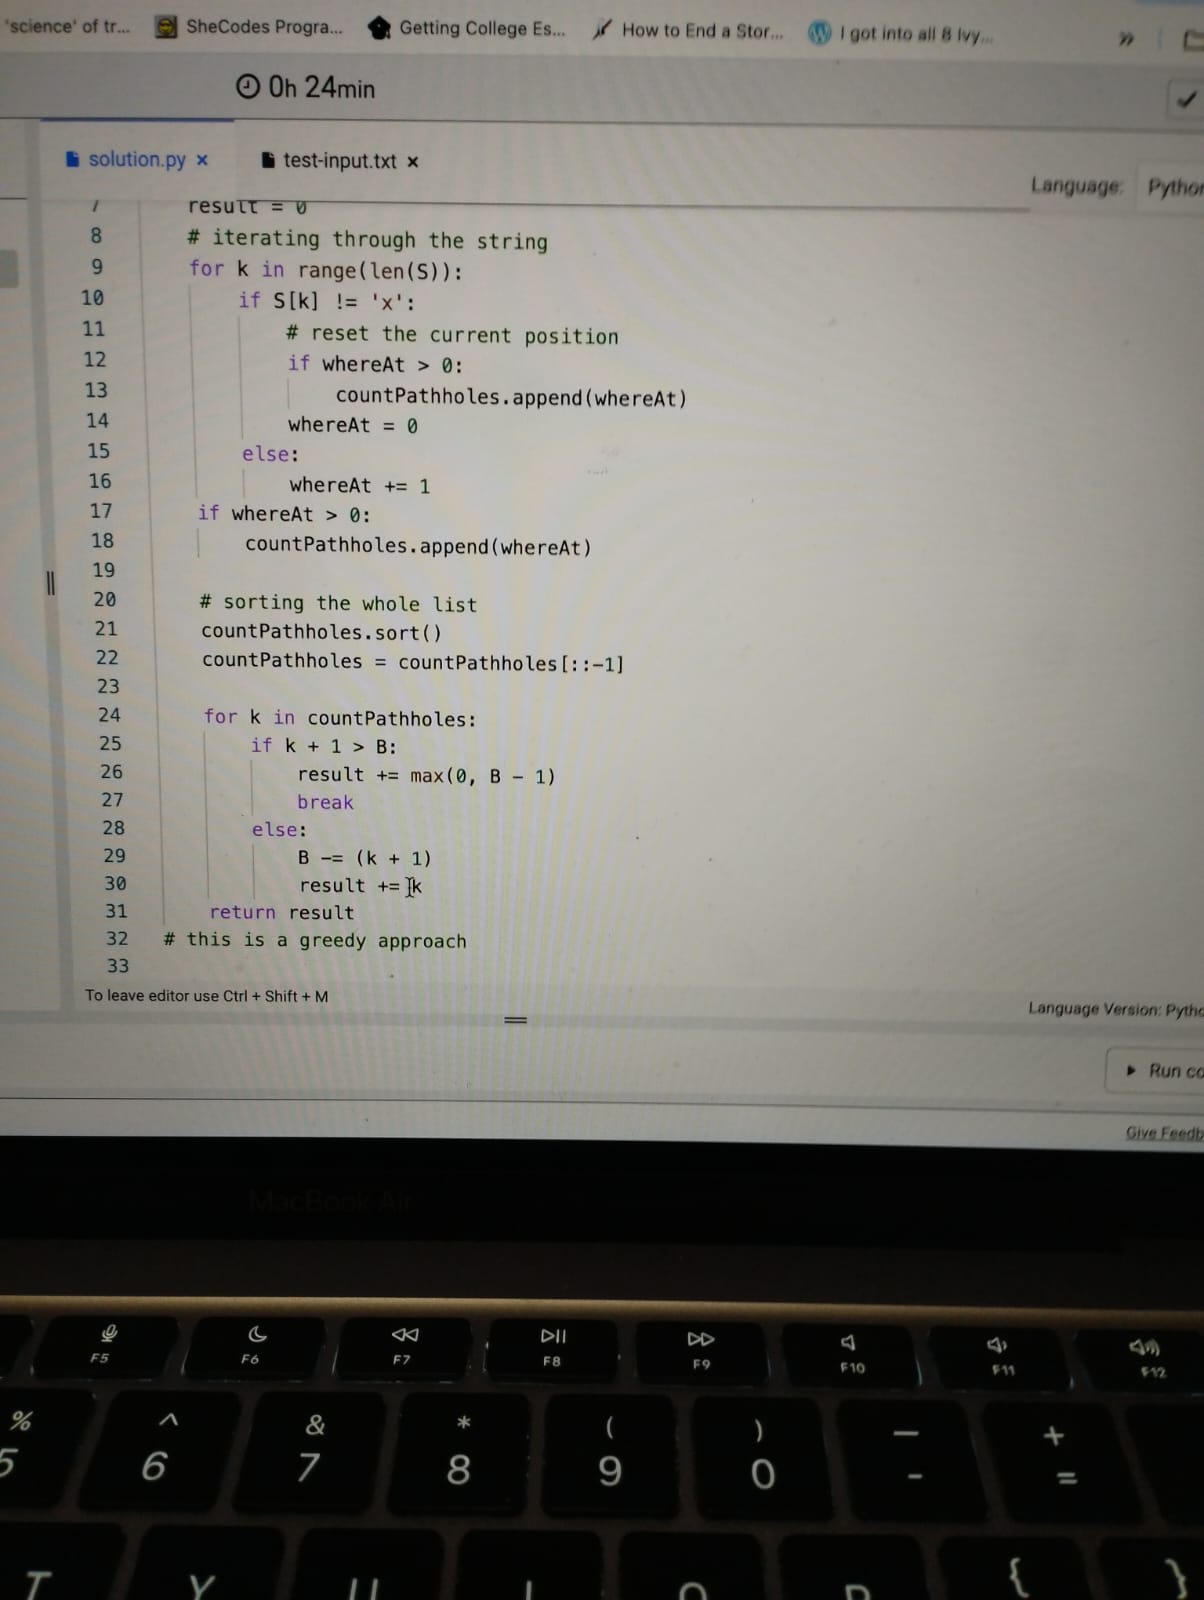 'science' of tr... SheCodes Progra... Getting College Es... How to End a Stor... I got into all 8 Ivy... »
0h 24min
solution.py × test-input.txt ×
Language: Python
7 result = 0
8 # iterating through the string
9 for k in range(len(S)):
10 if S[k] != 'x':
11 # reset the current position
12 if whereAt > 0:
13 countPathholes.append(whereAt)
14 whereAt = 0
15 else:
16 whereAt += 1
17 if whereAt > 0:
18 countPathholes.append(whereAt)
19
20 # sorting the whole list
21 countPathholes.sort()
22 countPathholes = countPathholes[::-1]
23
24 for k in countPathholes:
25 if k + 1 > B:
26 result += max(0, B - 1)
27 break
28 else:
29 B -= (k + 1)
30 result += k
31 return result
32 # this is a greedy approach
33
To leave editor use Ctrl + Shift + M
Language Version: Pytho
Run co
Give Feedb
MacBook Air
F5 F6 F7 F8 F9 F10 F11 F12
% ^ & * ( ) — +
5 6 7 8 9 0 - =
T Y U I O P { }